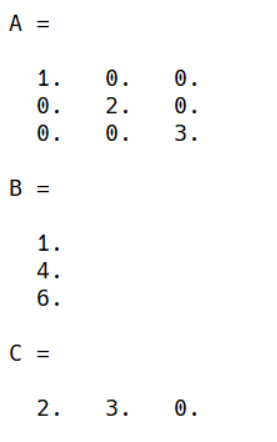 A =
1. 0. 0.
0. 2. 0.
0. 0. 3.
B =
1.
4.
6.
C =
2. 3. 0.